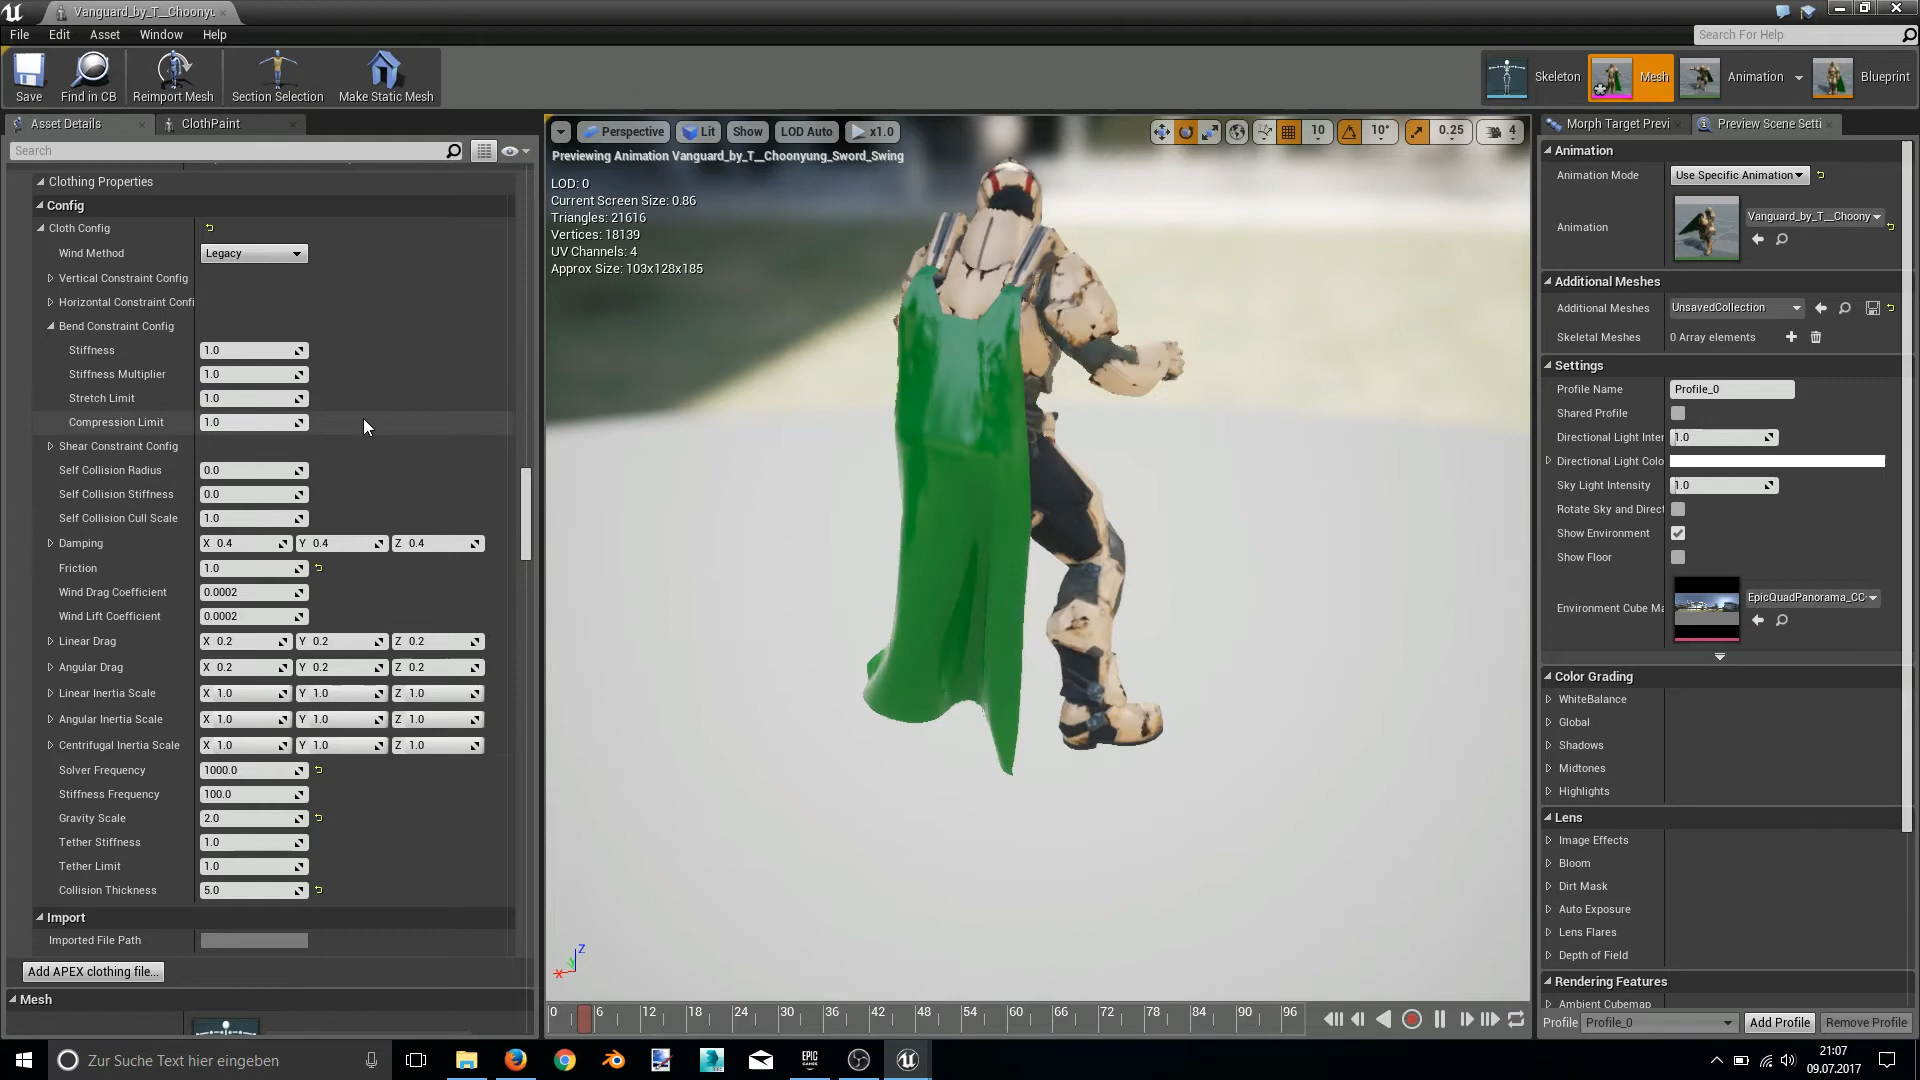 Vanguard_by_T__Choonyu
File Edit Asset Window Help
Search For Help
Save
Find in CB
Reimport Mesh
Section Selection
Make Static Mesh
Skeleton
Mesh
Animation
Blueprint
Asset Details
ClothPaint
Search
Clothing Properties
Config
Cloth Config
Wind Method Legacy
Vertical Constraint Config
Horizontal Constraint Confi
Bend Constraint Config
Stiffness 1.0
Stiffness Multiplier 1.0
Stretch Limit 1.0
Compression Limit 1.0
Shear Constraint Config
Self Collision Radius 0.0
Self Collision Stiffness 0.0
Self Collision Cull Scale 1.0
Damping X 0.4 Y 0.4 Z 0.4
Friction 1.0
Wind Drag Coefficient 0.0002
Wind Lift Coefficient 0.0002
Linear Drag X 0.2 Y 0.2 Z 0.2
Angular Drag X 0.2 Y 0.2 Z 0.2
Linear Inertia Scale X 1.0 Y 1.0 Z 1.0
Angular Inertia Scale X 1.0 Y 1.0 Z 1.0
Centrifugal Inertia Scale X 1.0 Y 1.0 Z 1.0
Solver Frequency 1000.0
Stiffness Frequency 100.0
Gravity Scale 2.0
Tether Stiffness 1.0
Tether Limit 1.0
Collision Thickness 5.0
Import
Imported File Path
Add APEX clothing file...
Mesh
Perspective Lit Show LOD Auto x1.0
10 10° 0.25 4
Previewing Animation Vanguard_by_T__Choonyung_Sword_Swing
LOD: 0
Current Screen Size: 0.86
Triangles: 21616
Vertices: 18139
UV Channels: 4
Approx Size: 103x128x185
Z
X
0 6 12 18 24 30 36 42 48 54 60 66 72 78 84 90 96
Morph Target Previ
Preview Scene Setti
Animation
Animation Mode Use Specific Animation
Animation Vanguard_by_T__Choony
Additional Meshes
Additional Meshes UnsavedCollection
Skeletal Meshes 0 Array elements
Settings
Profile Name Profile_0
Shared Profile
Directional Light Inter 1.0
Directional Light Colo
Sky Light Intensity 1.0
Rotate Sky and Direct
Show Environment
Show Floor
Environment Cube Ma EpicQuadPanorama_CC
Color Grading
WhiteBalance
Global
Shadows
Midtones
Highlights
Lens
Image Effects
Bloom
Dirt Mask
Auto Exposure
Lens Flares
Depth of Field
Rendering Features
Ambient Cubemap
Profile Profile_0 Add Profile Remove Profile
Zur Suche Text hier eingeben
EPIC
GAMES
21:07
09.07.2017